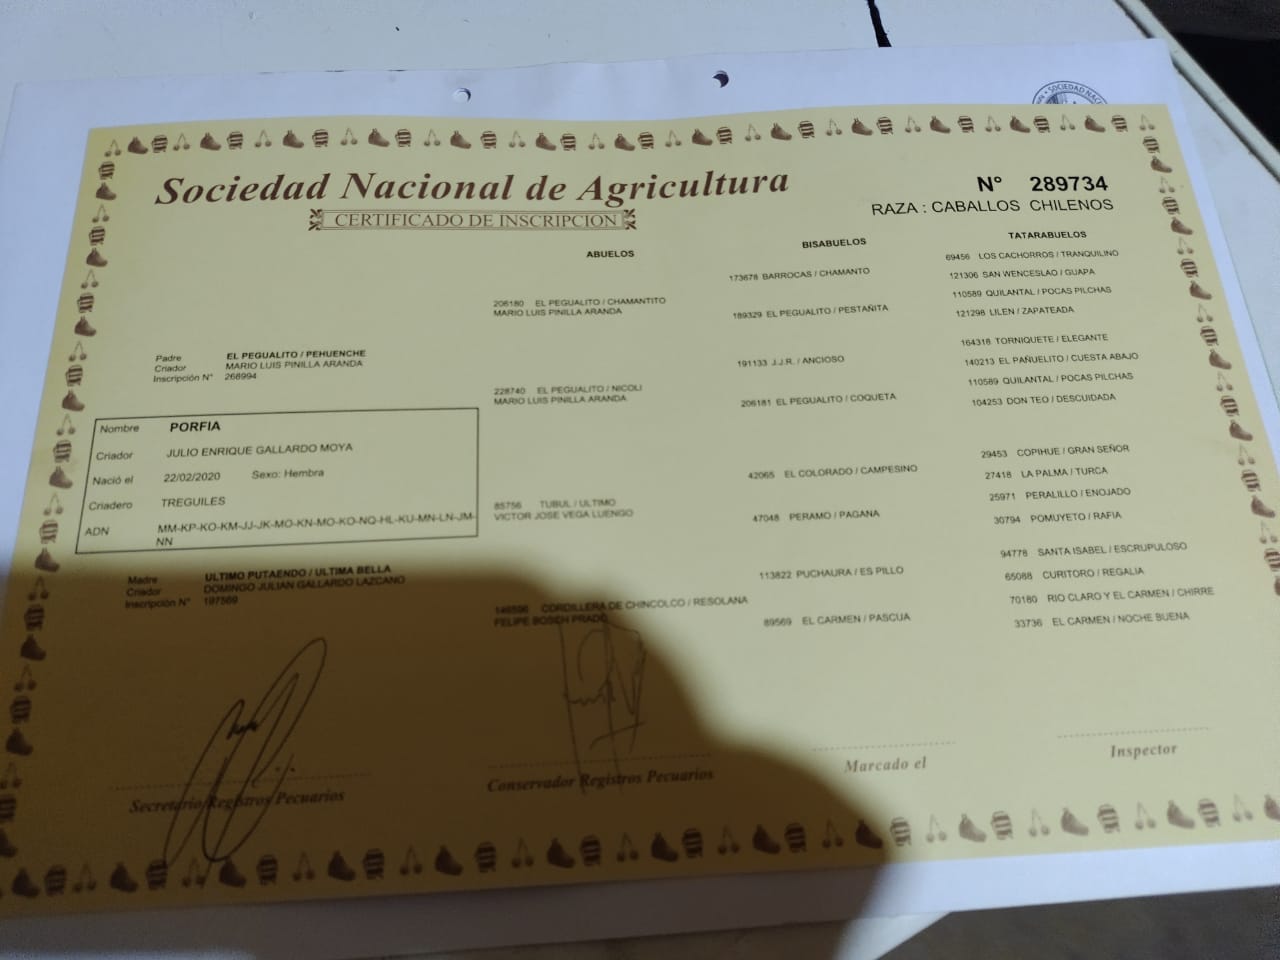 SOCIEDAD NAC
Sociedad Nacional de Agricultura
CERTIFICADO DE INSCRIPCION
N° 289734
RAZA : CABALLOS CHILENOS
ABUELOS
BISABUELOS
TATARABUELOS
206180 EL PEGUALITO / CHAMANTITO
MARIO LUIS PINILLA ARANDA
173678 BARROCAS / CHAMANTO
189329 EL PEGUALITO / PESTAÑITA
69456 LOS CACHORROS / TRANQUILINO
121306 SAN WENCESLAO / GUAPA
110589 QUILANTAL / POCAS PILCHAS
121298 LILEN / ZAPATEADA
Padre EL PEGUALITO / PEHUENCHE
Criador MARIO LUIS PINILLA ARANDA
Inscripción N° 268994
228740 EL PEGUALITO / NICOLI
MARIO LUIS PINILLA ARANDA
191133 J.J.R. / ANCIOSO
206181 EL PEGUALITO / COQUETA
164318 TORNIQUETE / ELEGANTE
140213 EL PAÑUELITO / CUESTA ABAJO
110589 QUILANTAL / POCAS PILCHAS
104253 DON TEO / DESCUIDADA
Nombre PORFIA
Criador JULIO ENRIQUE GALLARDO MOYA
Nació el 22/02/2020 Sexo: Hembra
Criadero TREGUILES
ADN MM-KP-KO-KM-JJ-JK-MO-KN-MO-KO-NQ-HL-KU-MN-LN-JM-
NN
85756 TUBUL / ULTIMO
VICTOR JOSE VEGA LUENGO
42065 EL COLORADO / CAMPESINO
47048 PERAMO / PAGANA
29453 COPIHUE / GRAN SEÑOR
27418 LA PALMA / TURCA
25971 PERALILLO / ENOJADO
30794 POMUYETO / RAFIA
Madre ULTIMO PUTAENDO / ULTIMA BELLA
Criador DOMINGO JULIAN GALLARDO LAZCANO
Inscripción N° 197569
146596 CORDILLERA DE CHINCOLCO / RESOLANA
FELIPE BOSCH PRADO
113822 PUCHAURA / ES PILLO
89569 EL CARMEN / PASCUA
94778 SANTA ISABEL / ESCRUPULOSO
65088 CURITORO / REGALIA
70180 RIO CLARO Y EL CARMEN / CHIRRE
33736 EL CARMEN / NOCHE BUENA
Secretario Registros Pecuarios
Conservador Registros Pecuarios
Marcado el
Inspector